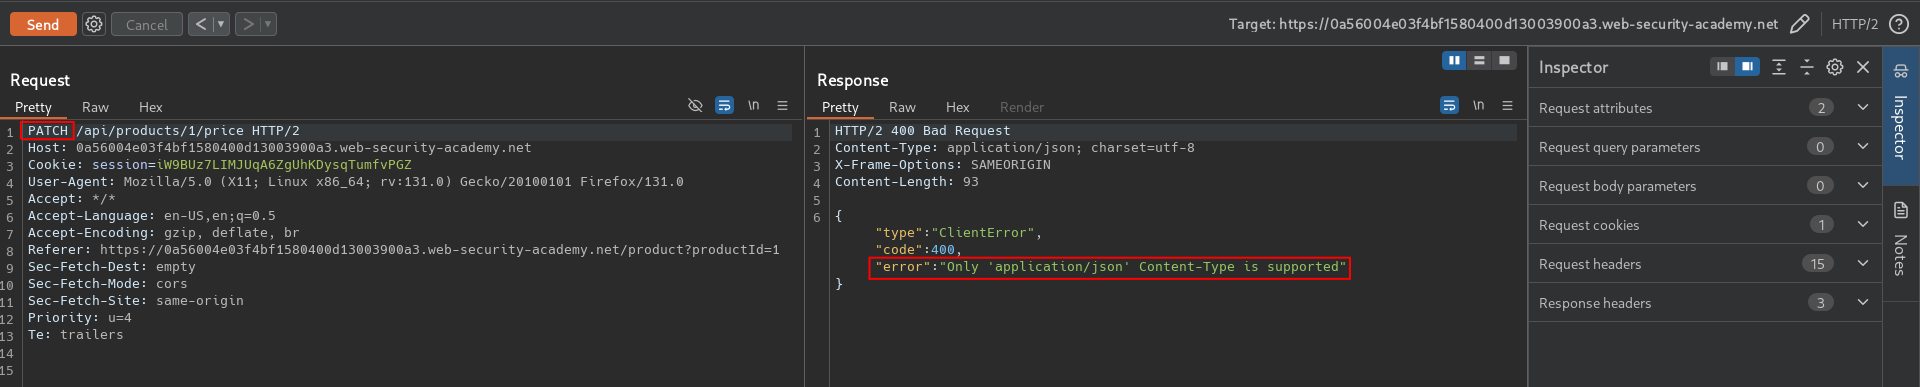 Send Cancel < > Target: https://0a56004e03f4bf1580400d13003900a3.web-security-academy.net HTTP/2 ?
Request
Pretty Raw Hex \n
1 PATCH /api/products/1/price HTTP/2
2 Host: 0a56004e03f4bf1580400d13003900a3.web-security-academy.net
3 Cookie: session=iW9BUz7LIMJUqA6ZgUhKDysqTumfvPGZ
4 User-Agent: Mozilla/5.0 (X11; Linux x86_64; rv:131.0) Gecko/20100101 Firefox/131.0
5 Accept: */*
6 Accept-Language: en-US,en;q=0.5
7 Accept-Encoding: gzip, deflate, br
8 Referer: https://0a56004e03f4bf1580400d13003900a3.web-security-academy.net/product?productId=1
9 Sec-Fetch-Dest: empty
10 Sec-Fetch-Mode: cors
11 Sec-Fetch-Site: same-origin
12 Priority: u=4
13 Te: trailers
14
15
Response
Pretty Raw Hex Render \n
1 HTTP/2 400 Bad Request
2 Content-Type: application/json; charset=utf-8
3 X-Frame-Options: SAMEORIGIN
4 Content-Length: 93
5
6 {
"type":"ClientError",
"code":400,
"error":"Only 'application/json' Content-Type is supported"
}
Inspector
Request attributes 2
Request query parameters 0
Request body parameters 0
Request cookies 1
Request headers 15
Response headers 3
Inspector
Notes